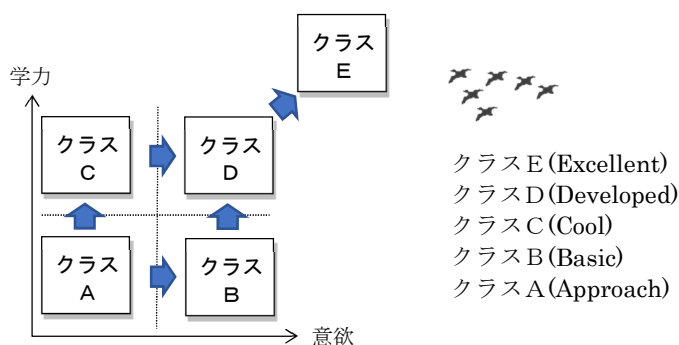 クラス
E
学力
クラス
C
クラス
D
クラス
A
クラス
B
意欲
クラスE(Excellent)
クラスD(Developed)
クラスC(Cool)
クラスB(Basic)
クラスA(Approach)